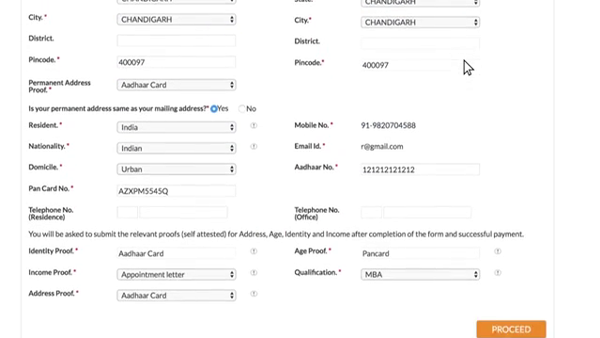 State.
CHANDIGARH CHANDIGARH
City.* CHANDIGARH City.* CHANDIGARH
District. District.
Pincode.* 400097 Pincode.* 400097
Permanent Address Proof.* Aadhaar Card
Is your permanent address same as your mailing address?* Yes No
Resident.* India Mobile No.* 91-9820704588
Nationality.* Indian Email Id.* r@gmail.com
Domicile.* Urban Aadhaar No.* 121212121212
Pan Card No.* AZXPM5545Q
Telephone No. (Residence) Telephone No. (Office)
You will be asked to submit the relevant proofs (self attested) for Address, Age, Identity and Income after completion of the form and successful payment.
Identity Proof.* Aadhaar Card Age Proof.* Pancard
Income Proof.* Appointment letter Qualification.* MBA
Address Proof.* Aadhaar Card
PROCEED